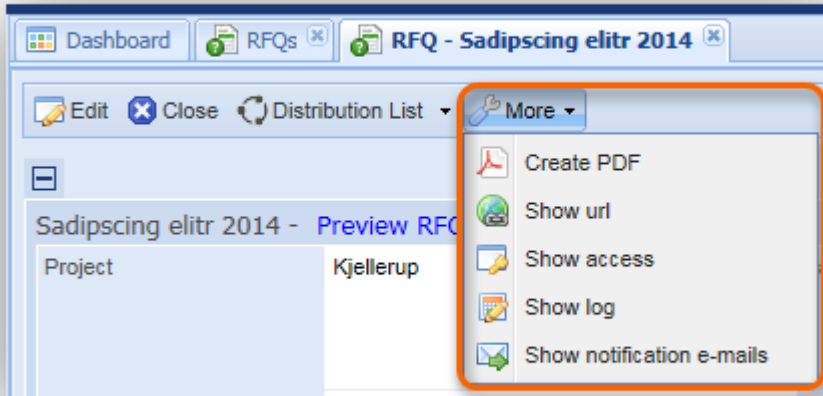 Dashboard RFQs RFQ - Sadipscing elitr 2014
Edit Close Distribution List More
Create PDF
Show url
Sadipscing elitr 2014 - Preview RFQ
Show access
Project Kjellerup
Show log
Show notification e-mails